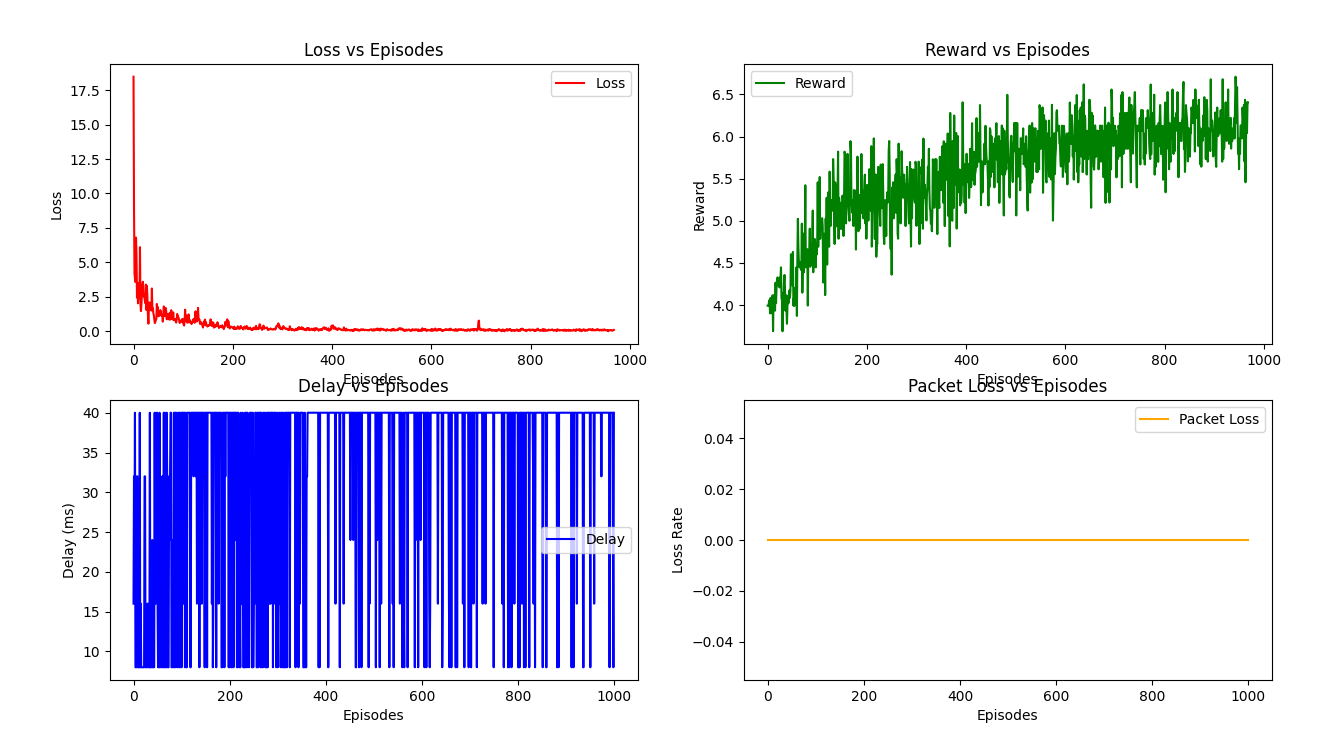 Loss vs Episodes
Loss
17.5
15.0
12.5
10.0
7.5
5.0
2.5
0.0
Loss
0 200 400 600 800 1000
Episodes
Reward vs Episodes
Reward
6.5
6.0
5.5
5.0
4.5
4.0
Reward
0 200 400 600 800 1000
Episodes
Delay vs Episodes
40
35
30
25
20
15
10
Delay (ms)
Delay
0 200 400 600 800 1000
Episodes
Packet Loss vs Episodes
Packet Loss
0.04
0.02
0.00
−0.02
−0.04
Loss Rate
0 200 400 600 800 1000
Episodes